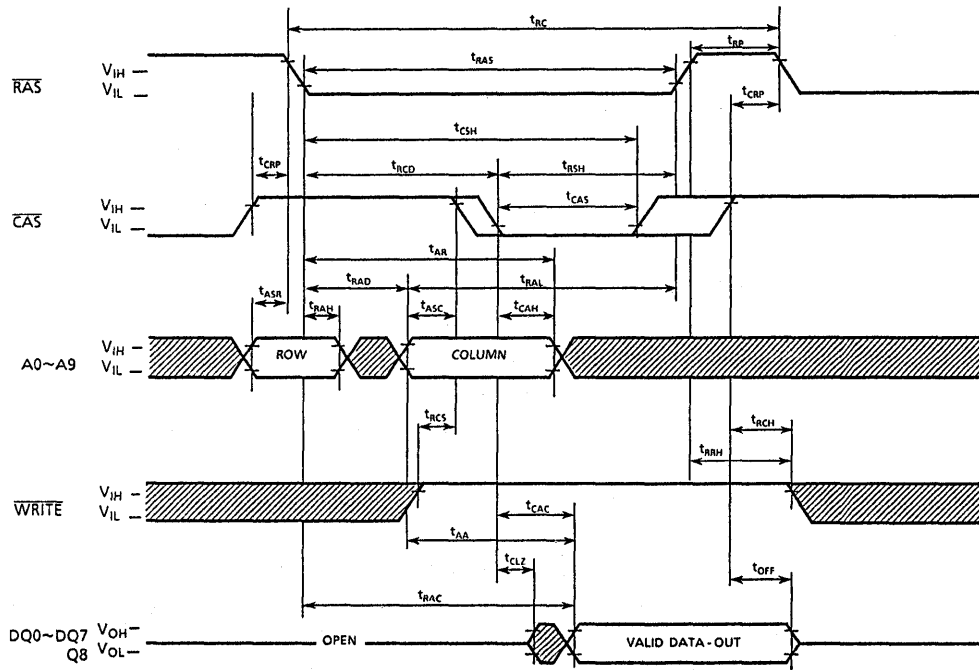 tRC
tRP
tRAS
RAS
VIH
VIL
tCRP
tCSH
tCRP
tRCD
tRSH
CAS
VIH
VIL
tCAS
tAR
tRAD
tRAL
tASR
tRAH
tASC
tCAH
A0~A9
VIH
VIL
ROW
COLUMN
tRCS
tRCH
tRRH
WRITE
VIH
VIL
tCAC
tAA
tCLZ
tOFF
tRAC
DQ0~DQ7
Q8
VOH
VOL
OPEN
VALID DATA-OUT